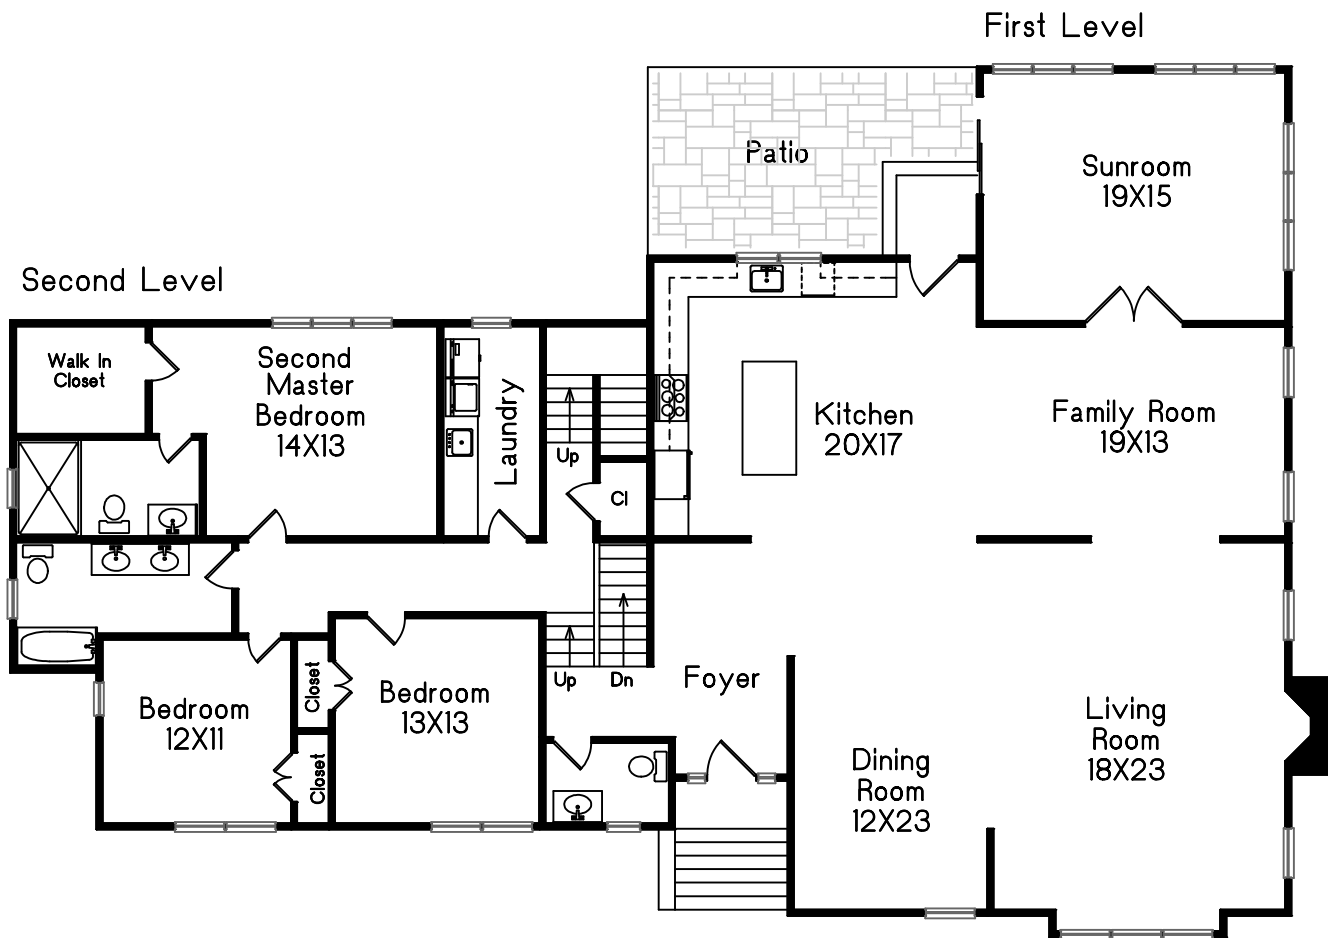 First Level
Patio
Sunroom
19X15
Second Level
Walk In
Closet
Second
Master
Bedroom
14X13
Laundry
Up
Cl
Kitchen
20X17
Family Room
19X13
Bedroom
12X11
Closet
Closet
Bedroom
13X13
Up
Dn
Foyer
Dining
Room
12X23
Living
Room
18X23